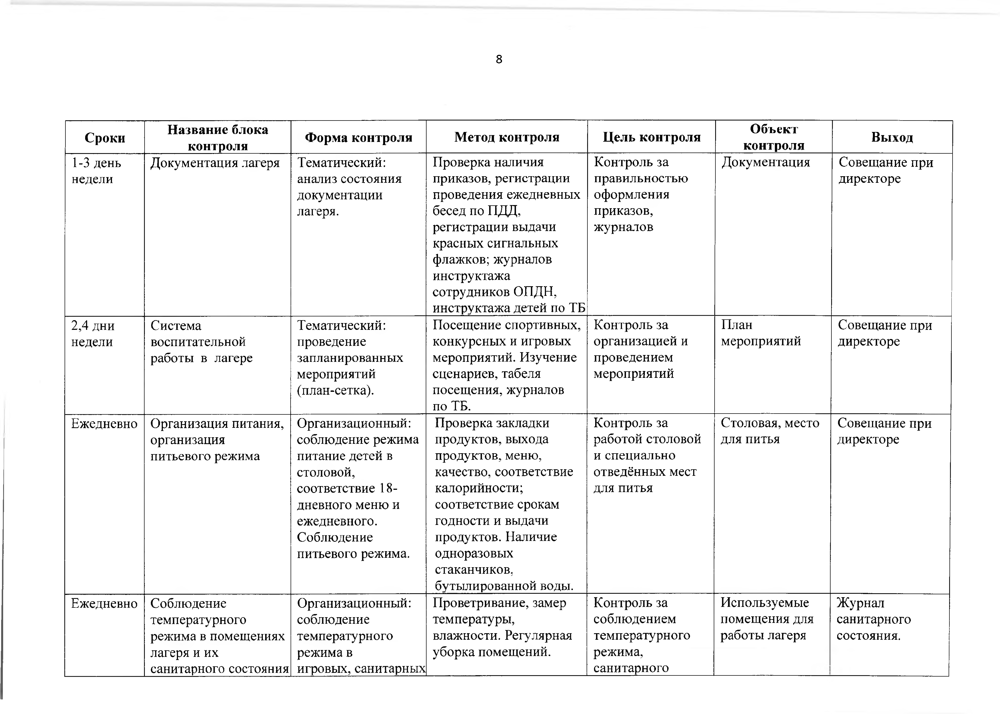 8
Сроки
Название блока
контроля
Форма контроля
Метод контроля
Цель контроля
Объект
контроля
Выход
1-3 день
недели
Документация лагеря
Тематический:
анализ состояния
документации
лагеря.
Проверка наличия
приказов, регистрации
проведения ежедневных
бесед по ПДД,
регистрации выдачи
красных сигнальных
флажков; журналов
инструктажа
сотрудников ОПДН,
инструктажа детей по ТБ
Контроль за
правильностью
оформления
приказов,
журналов
Документация
Совещание при
директоре
2,4 дни
недели
Система
воспитательной
работы в лагере
Тематический:
проведение
запланированных
мероприятий
(план-сетка).
Посещение спортивных,
конкурсных и игровых
мероприятий. Изучение
сценариев, табеля
посещения, журналов
по ТБ.
Контроль за
организацией и
проведением
мероприятий
План
мероприятий
Совещание при
директоре
Ежедневно
Организация питания,
организация
питьевого режима
Организационный:
соблюдение режима
питание детей в
столовой,
соответствие 18-
дневного меню и
ежедневного.
Соблюдение
питьевого режима.
Проверка закладки
продуктов, выхода
продуктов, меню,
качество, соответствие
калорийности;
соответствие срокам
годности и выдачи
продуктов. Наличие
одноразовых
стаканчиков,
бутылированной воды.
Контроль за
работой столовой
и специально
отведённых мест
для питья
Столовая, место
для питья
Совещание при
директоре
Ежедневно
Соблюдение
температурного
режима в помещениях
лагеря и их
санитарного состояния
Организационный:
соблюдение
температурного
режима в
игровых, санитарных
Проветривание, замер
температуры,
влажности. Регулярная
уборка помещений.
Контроль за
соблюдением
температурного
режима,
санитарного
Используемые
помещения для
работы лагеря
Журнал
санитарного
состояния.